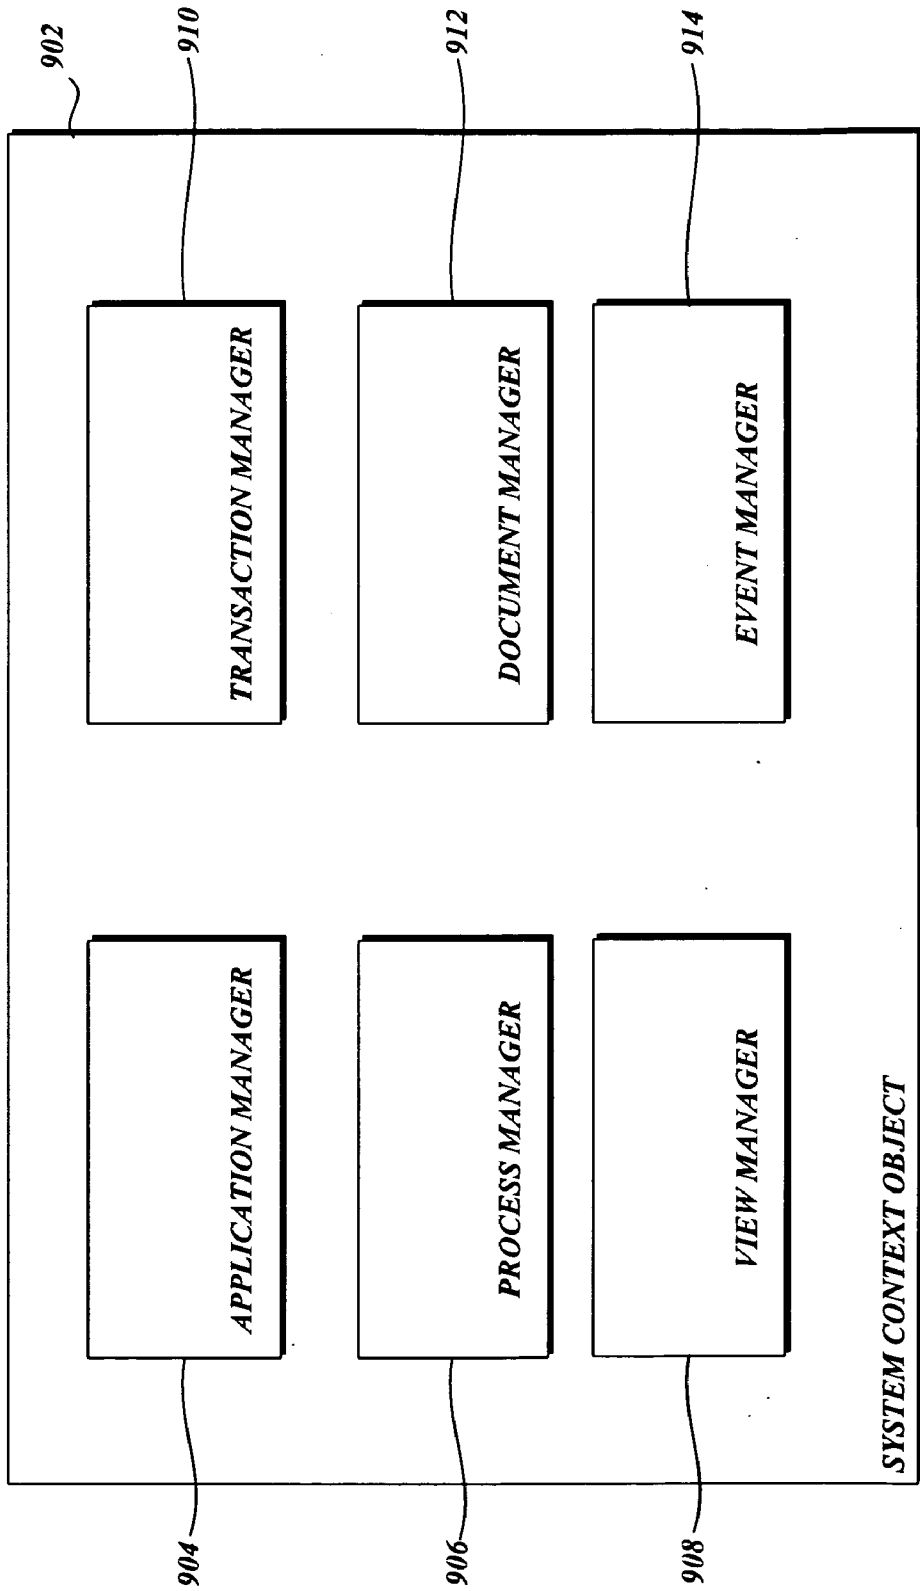 902
904
APPLICATION MANAGER
TRANSACTION MANAGER
910
906
PROCESS MANAGER
DOCUMENT MANAGER
912
908
VIEW MANAGER
EVENT MANAGER
914
SYSTEM CONTEXT OBJECT